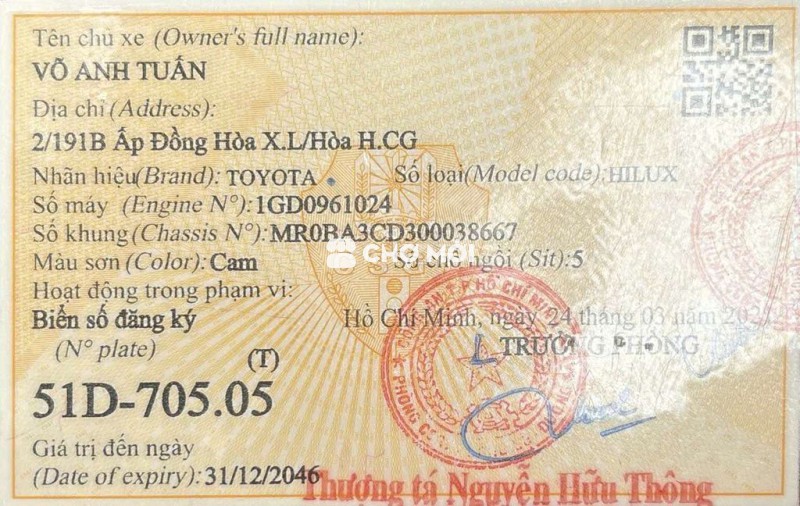 Tên chủ xe (Owner's full name):
VÕ ANH TUẤN
Địa chỉ (Address):
2/191B Ấp Đồng Hòa X.L/Hòa H.CG
Nhãn hiệu(Brand): TOYOTA Số loại(Model code): HILUX
Số máy (Engine N°): 1GD0961024
Số khung (Chassis N°): MR0BA3CD300038667
CHỢ MỚI
Màu sơn (Color): Cam Số chỗ ngồi (Sit): 5
Hoạt động trong phạm vi:
Biển số đăng ký Hồ Chí Minh, ngày 24 tháng 03 năm
(N° plate) TRƯỞNG PHÒNG
(T)
51D-705.05
Giá trị đến ngày
(Date of expiry): 31/12/2046
Thượng tá Nguyễn Hữu Thông